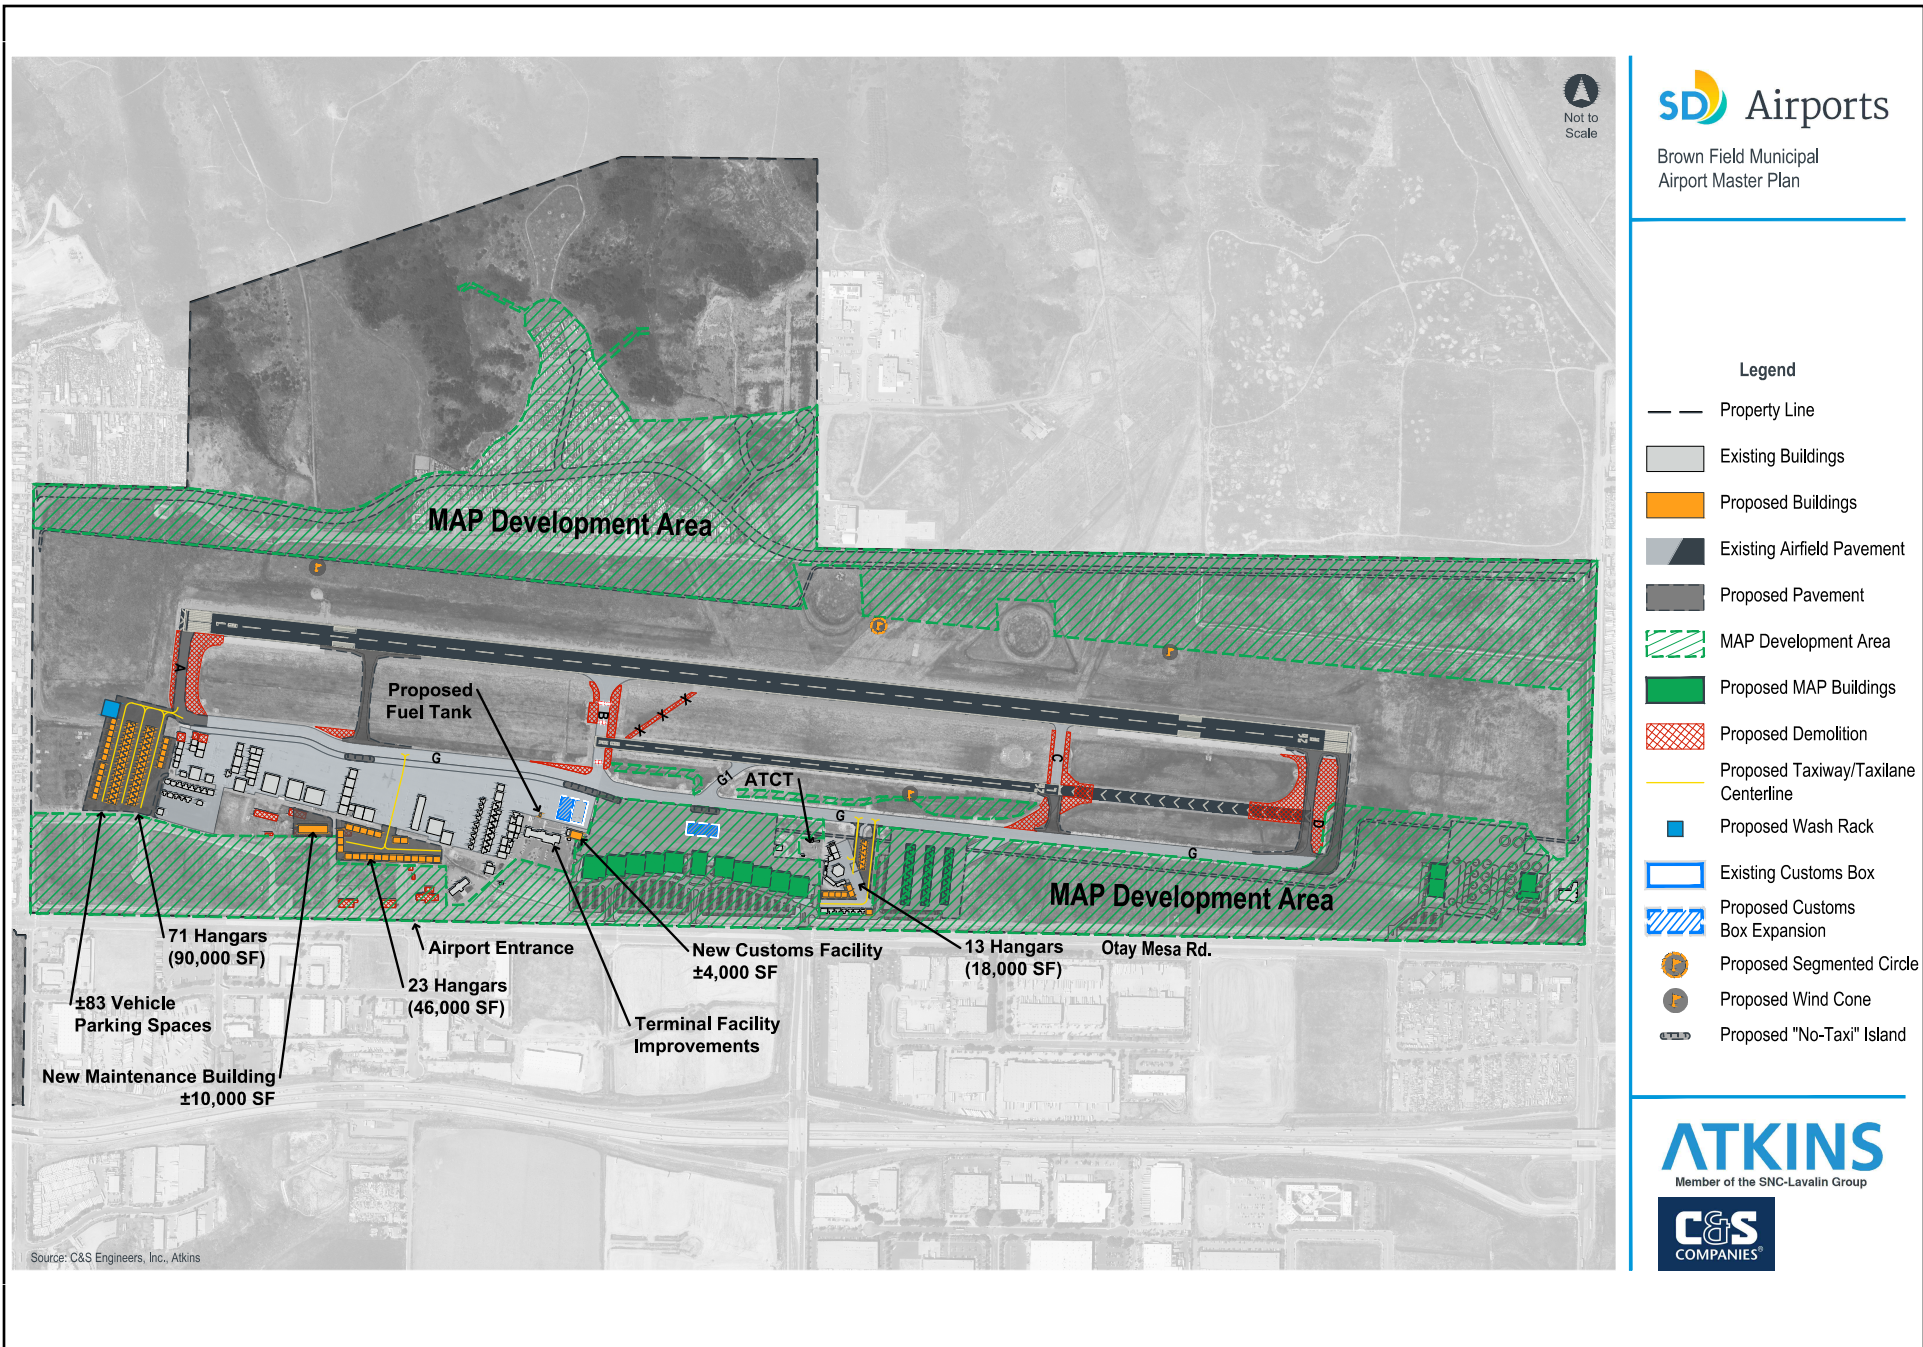 Not to
Scale
SD Airports
Brown Field Municipal
Airport Master Plan
Legend
Property Line
Existing Buildings
Proposed Buildings
Existing Airfield Pavement
Proposed Pavement
MAP Development Area
Proposed MAP Buildings
Proposed Demolition
Proposed Taxiway/Taxilane
Centerline
Proposed Wash Rack
Existing Customs Box
Proposed Customs
Box Expansion
Proposed Segmented Circle
Proposed Wind Cone
Proposed "No-Taxi" Island
MAP Development Area
A
Proposed
Fuel Tank
B
X X X
G
G1
ATCT
C
G
D
G
MAP Development Area
71 Hangars
(90,000 SF)
Airport Entrance
23 Hangars
(46,000 SF)
New Customs Facility
±4,000 SF
13 Hangars
(18,000 SF)
Otay Mesa Rd.
±83 Vehicle
Parking Spaces
Terminal Facility
Improvements
New Maintenance Building
±10,000 SF
Source: C&S Engineers, Inc., Atkins
ATKINS
Member of the SNC-Lavalin Group
C&S
COMPANIES®